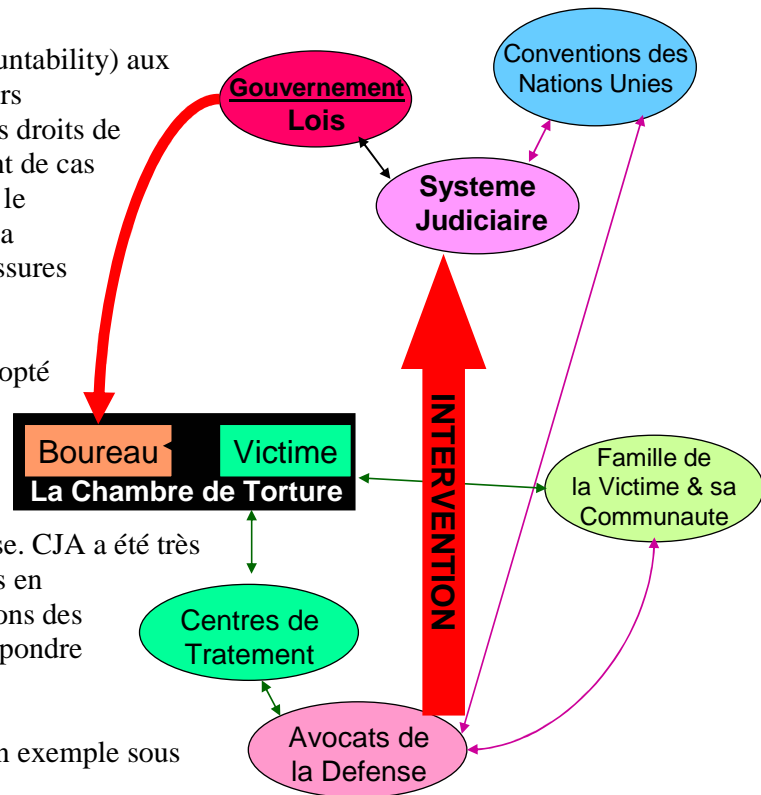 untability) aux
rs
s droits de
nt de cas
le
a
ssures
opté
se. CJA a été très
s en
ons des
pondre
n exemple sous
Gouvernement
Lois
Conventions des
Nations Unies
Systeme
Judiciaire
INTERVENTION
Boureau
Victime
La Chambre de Torture
Famille de
la Victime & sa
Communaute
Centres de
Tratement
Avocats de
la Defense